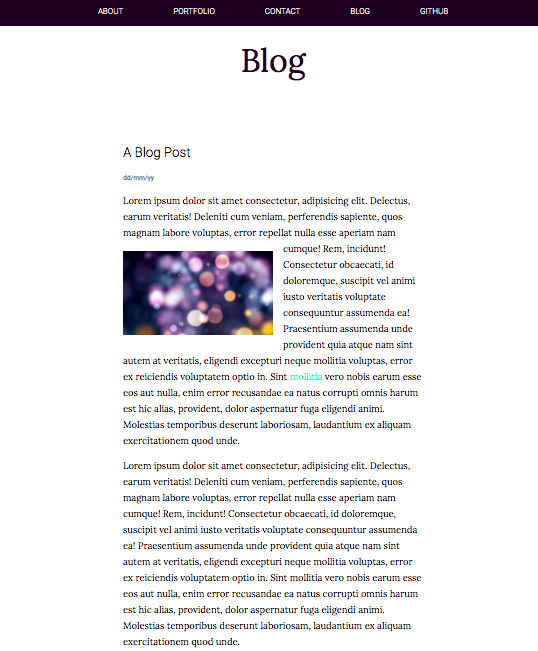 ABOUT PORTFOLIO CONTACT BLOG GITHUB
Blog
A Blog Post
dd/mm/yy
Lorem ipsum dolor sit amet consectetur, adipisicing elit. Delectus,
earum veritatis! Deleniti cum veniam, perferendis sapiente, quos
magnam labore voluptas, error repellat nulla esse aperiam nam
cumque! Rem, incidunt!
Consectetur obcaecati, id
doloremque, suscipit vel animi
iusto veritatis voluptate
consequuntur assumenda ea!
Praesentium assumenda unde
provident quia atque nam sint
autem at veritatis, eligendi excepturi neque mollitia voluptas, error
ex reiciendis voluptatem optio in. Sint mollitia vero nobis earum esse
eos aut nulla, enim error recusandae ea natus corrupti omnis harum
est hic alias, provident, dolor aspernatur fuga eligendi animi.
Molestias temporibus deserunt laboriosam, laudantium ex aliquam
exercitationem quod unde.
Lorem ipsum dolor sit amet consectetur, adipisicing elit. Delectus,
earum veritatis! Deleniti cum veniam, perferendis sapiente, quos
magnam labore voluptas, error repellat nulla esse aperiam nam
cumque! Rem, incidunt! Consectetur obcaecati, id doloremque,
suscipit vel animi iusto veritatis voluptate consequuntur assumenda
ea! Praesentium assumenda unde provident quia atque nam sint
autem at veritatis, eligendi excepturi neque mollitia voluptas, error
ex reiciendis voluptatem optio in. Sint mollitia vero nobis earum esse
eos aut nulla, enim error recusandae ea natus corrupti omnis harum
est hic alias, provident, dolor aspernatur fuga eligendi animi.
Molestias temporibus deserunt laboriosam, laudantium ex aliquam
exercitationem quod unde.